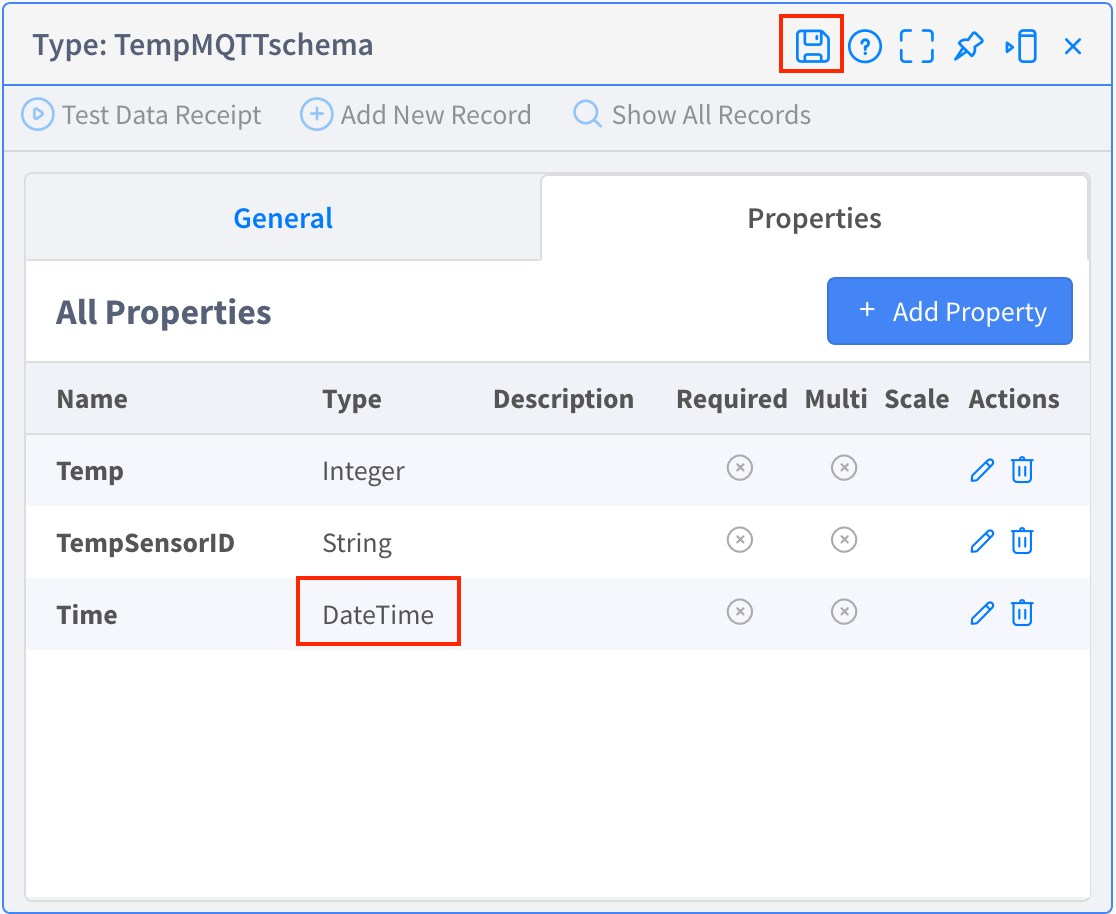 Type: TempMQTTschema
Test Data Receipt Add New Record Show All Records
General Properties
All Properties + Add Property
Name Type Description Required Multi Scale Actions
Temp Integer
TempSensorID String
Time DateTime